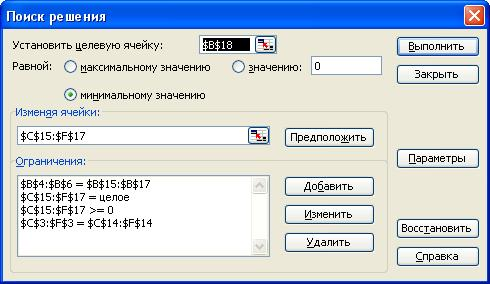 Поиск решения
Установить целевую ячейку: $B$18 Выполнить
Равной: максимальному значению значению: 0 Закрыть
минимальному значению
Изменяя ячейки:
$C$15:$F$17 Предположить
Параметры
Ограничения:
$B$4:$B$6 = $B$15:$B$17 Добавить
$C$15:$F$17 = целое
$C$15:$F$17 >= 0 Изменить
$C$3:$F$3 = $C$14:$F$14
Восстановить
Удалить
Справка